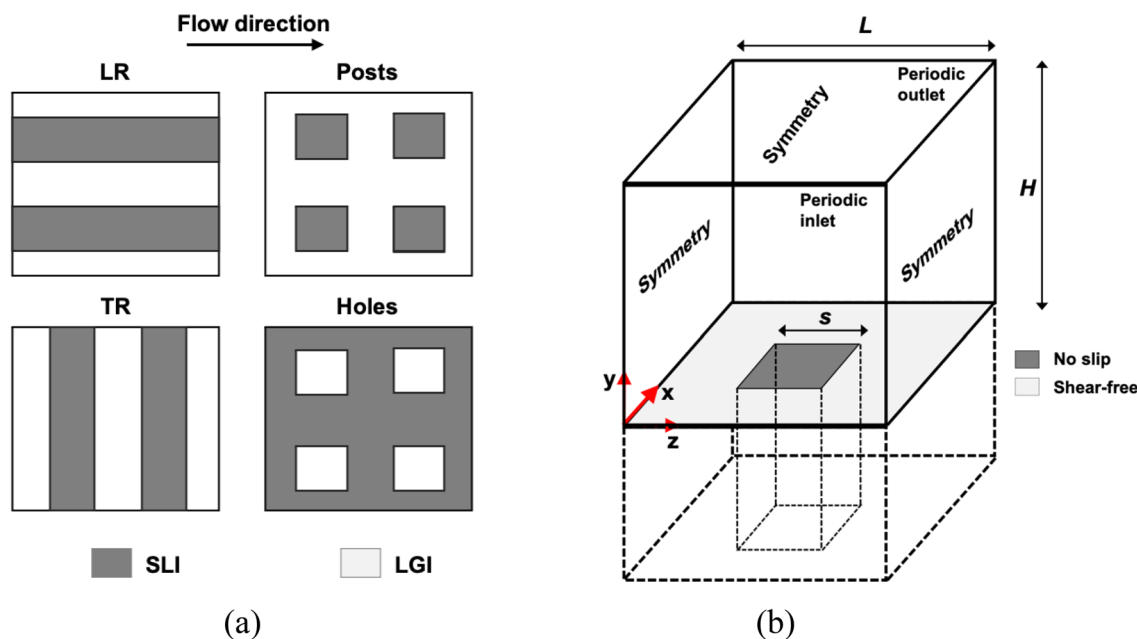 Flow direction
LR
Posts
TR
Holes
SLI
LGI
(a)
L
Periodic
outlet
Symmetry
H
Periodic
inlet
Symmetry
Symmetry
s
No slip
Shear-free
y
x
z
(b)